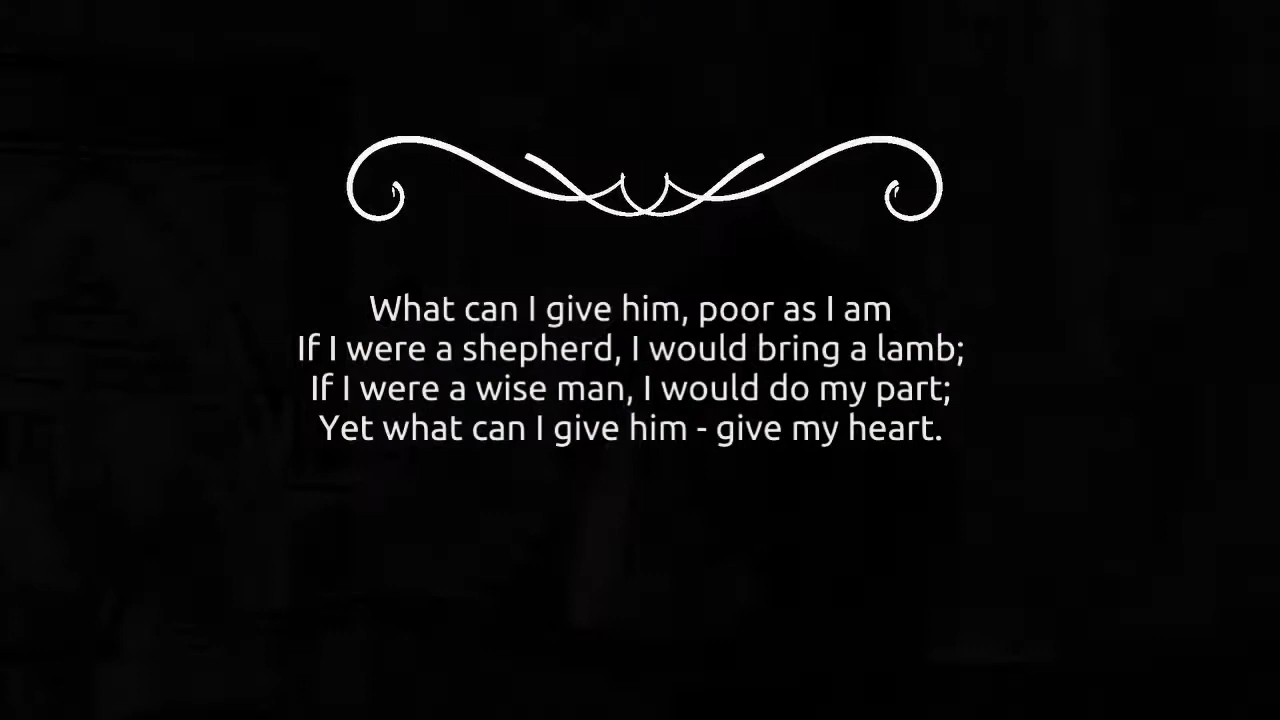 What can I give him, poor as I am
If I were a shepherd, I would bring a lamb;
If I were a wise man, I would do my part;
Yet what can I give him - give my heart.